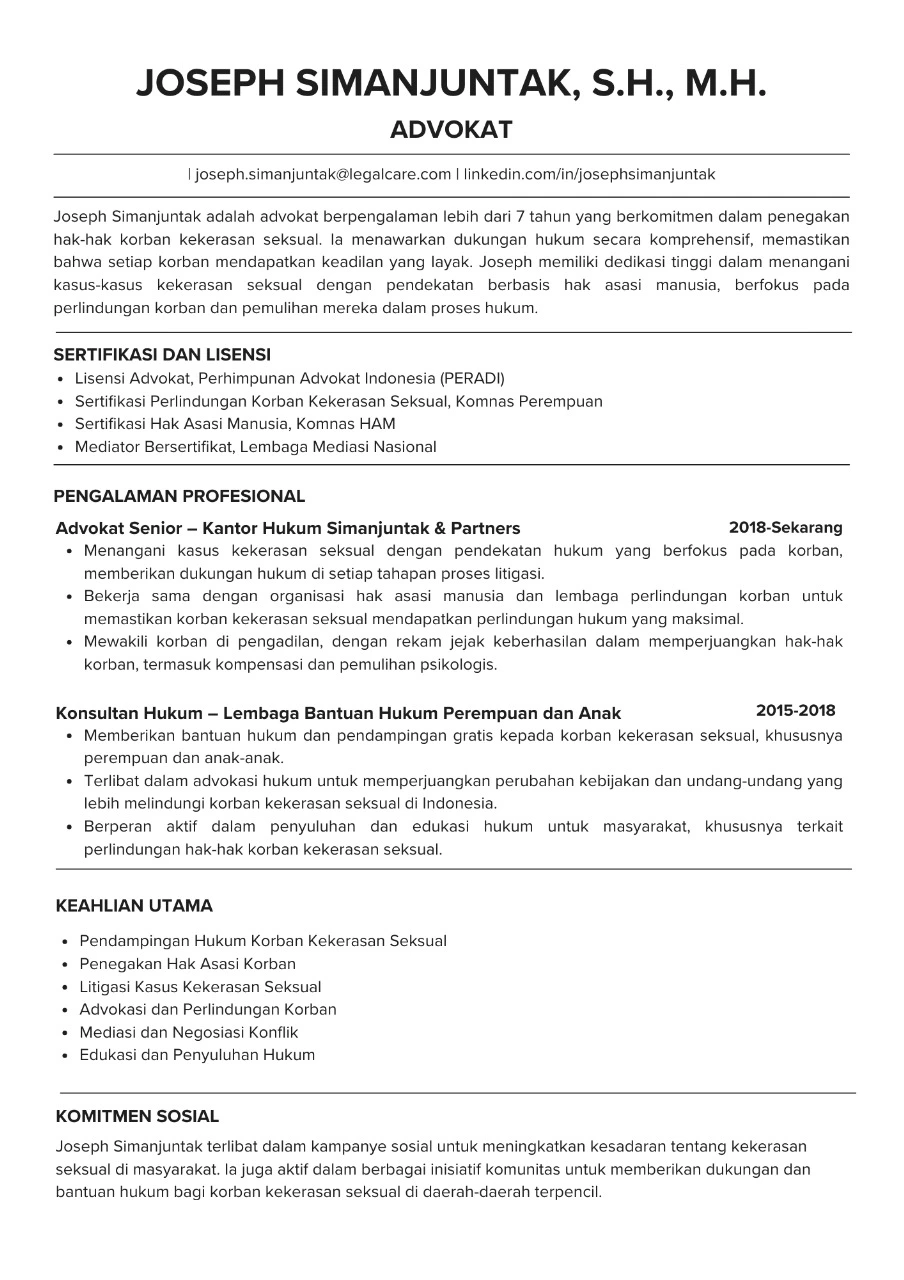 JOSEPH SIMANJUNTAK, S.H., M.H.
ADVOKAT
| joseph.simanjuntak@legalcare.com | linkedin.com/in/josephsimanjuntak
Joseph Simanjuntak adalah advokat berpengalaman lebih dari 7 tahun yang berkomitmen dalam penegakan
hak-hak korban kekerasan seksual. Ia menawarkan dukungan hukum secara komprehensif, memastikan
bahwa setiap korban mendapatkan keadilan yang layak. Joseph memiliki dedikasi tinggi dalam menangani
kasus-kasus kekerasan seksual dengan pendekatan berbasis hak asasi manusia, berfokus pada
perlindungan korban dan pemulihan mereka dalam proses hukum.
SERTIFIKASI DAN LISENSI
• Lisensi Advokat, Perhimpunan Advokat Indonesia (PERADI)
• Sertifikasi Perlindungan Korban Kekerasan Seksual, Komnas Perempuan
• Sertifikasi Hak Asasi Manusia, Komnas HAM
• Mediator Bersertifikat, Lembaga Mediasi Nasional
PENGALAMAN PROFESIONAL
Advokat Senior – Kantor Hukum Simanjuntak & Partners 2018-Sekarang
• Menangani kasus kekerasan seksual dengan pendekatan hukum yang berfokus pada korban,
memberikan dukungan hukum di setiap tahapan proses litigasi.
• Bekerja sama dengan organisasi hak asasi manusia dan lembaga perlindungan korban untuk
memastikan korban kekerasan seksual mendapatkan perlindungan hukum yang maksimal.
• Mewakili korban di pengadilan, dengan rekam jejak keberhasilan dalam memperjuangkan hak-hak
korban, termasuk kompensasi dan pemulihan psikologis.
Konsultan Hukum – Lembaga Bantuan Hukum Perempuan dan Anak 2015-2018
• Memberikan bantuan hukum dan pendampingan gratis kepada korban kekerasan seksual, khususnya
perempuan dan anak-anak.
• Terlibat dalam advokasi hukum untuk memperjuangkan perubahan kebijakan dan undang-undang yang
lebih melindungi korban kekerasan seksual di Indonesia.
• Berperan aktif dalam penyuluhan dan edukasi hukum untuk masyarakat, khususnya terkait
perlindungan hak-hak korban kekerasan seksual.
KEAHLIAN UTAMA
• Pendampingan Hukum Korban Kekerasan Seksual
• Penegakan Hak Asasi Korban
• Litigasi Kasus Kekerasan Seksual
• Advokasi dan Perlindungan Korban
• Mediasi dan Negosiasi Konflik
• Edukasi dan Penyuluhan Hukum
KOMITMEN SOSIAL
Joseph Simanjuntak terlibat dalam kampanye sosial untuk meningkatkan kesadaran tentang kekerasan
seksual di masyarakat. Ia juga aktif dalam berbagai inisiatif komunitas untuk memberikan dukungan dan
bantuan hukum bagi korban kekerasan seksual di daerah-daerah terpencil.